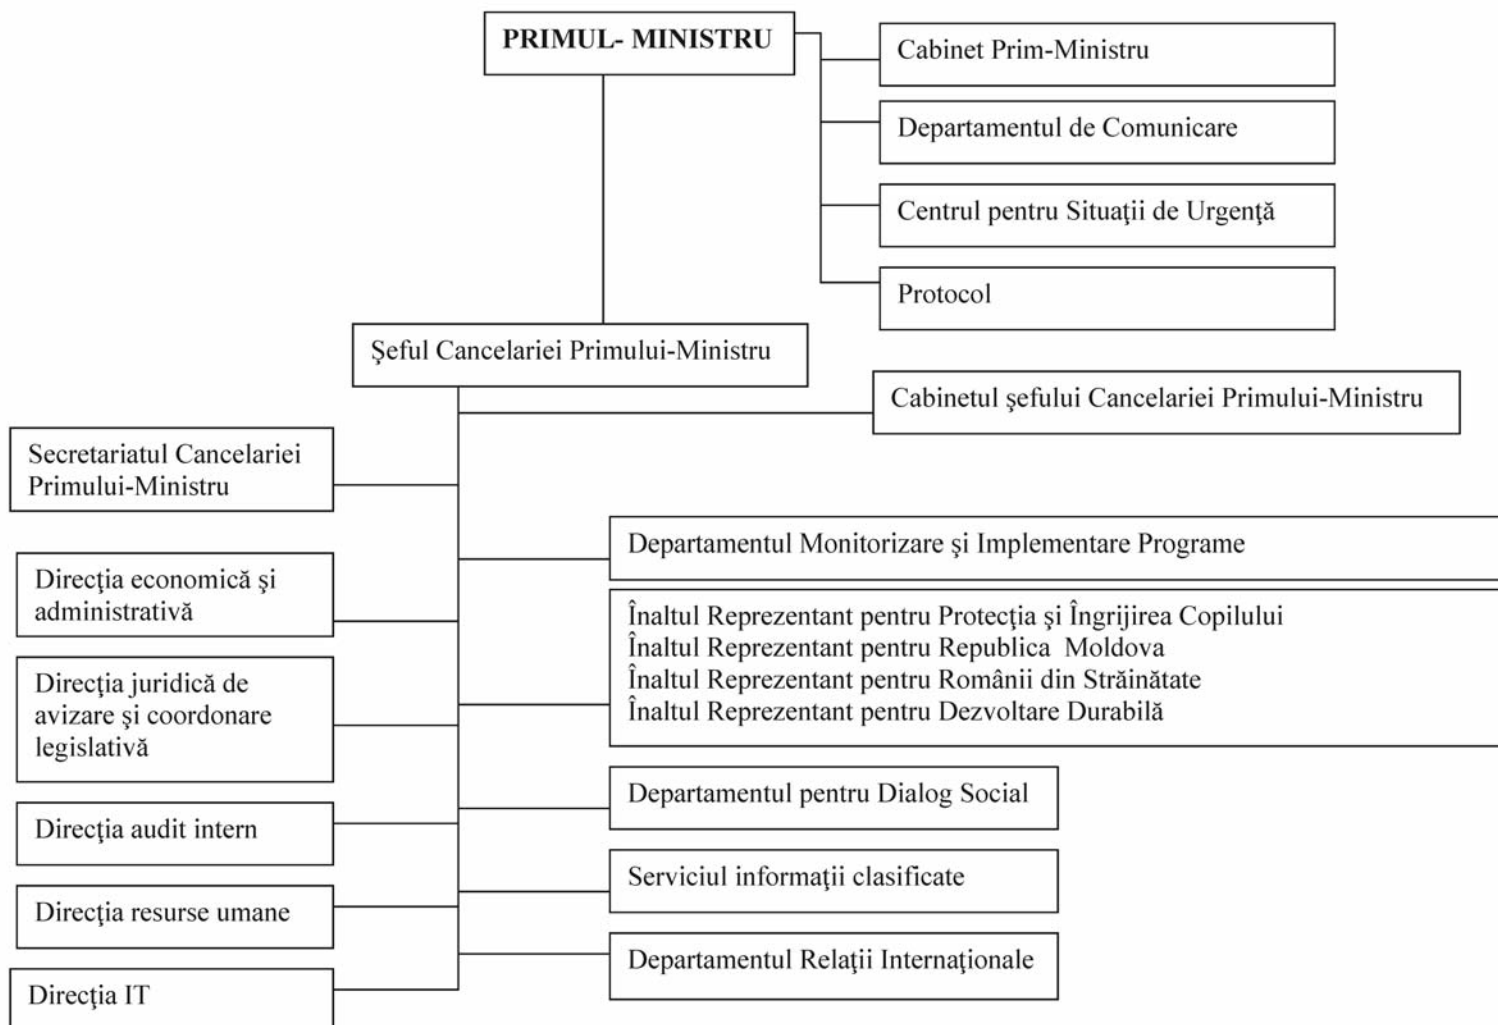 PRIMUL- MINISTRU
Cabinet Prim-Ministru
Departamentul de Comunicare
Centrul pentru Situaţii de Urgenţă
Protocol
Şeful Cancelariei Primului-Ministru
Cabinetul şefului Cancelariei Primului-Ministru
Secretariatul Cancelariei
Primului-Ministru
Departamentul Monitorizare şi Implementare Programe
Direcţia economică şi
administrativă
Înaltul Reprezentant pentru Protecţia şi Îngrijirea Copilului
Înaltul Reprezentant pentru Republica  Moldova
Înaltul Reprezentant pentru Românii din Străinătate
Înaltul Reprezentant pentru Dezvoltare Durabilă
Direcţia juridică de
avizare şi coordonare
legislativă
Departamentul pentru Dialog Social
Direcţia audit intern
Serviciul informaţii clasificate
Direcţia resurse umane
Departamentul Relaţii Internaţionale
Direcţia IT